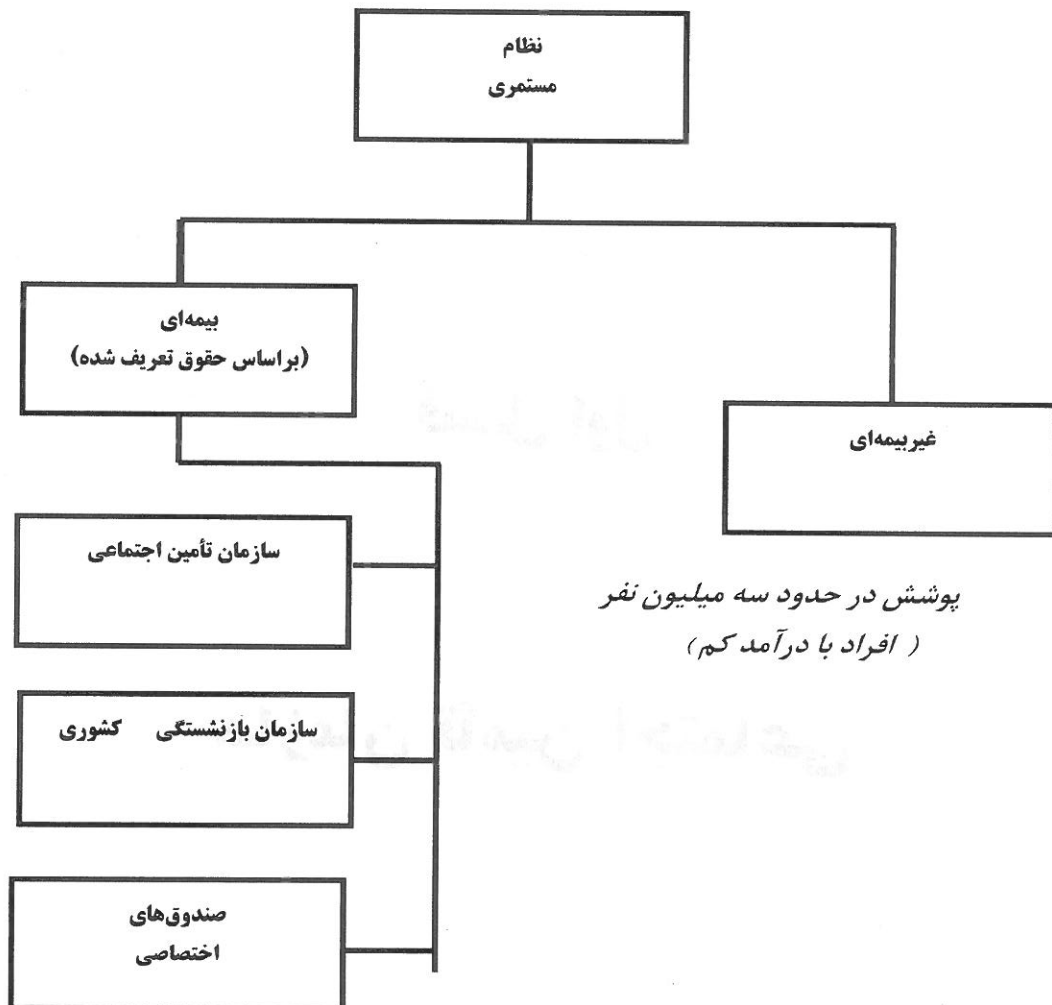 نظام
مستمری
بیمه‌ای
(براساس حقوق تعریف شده)
غیربیمه‌ای
سازمان تأمین اجتماعی
پوشش در حدود سه میلیون نفر
( افراد با درآمد کم )
سازمان بازنشستگی کشوری
صندوق‌های
اختصاصی